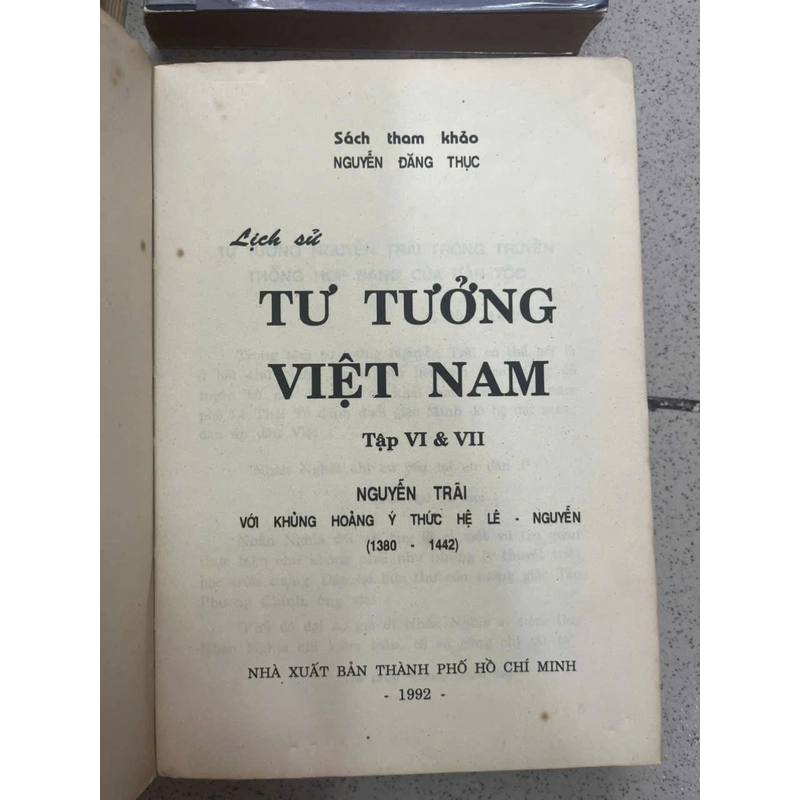 Sách tham khảo
NGUYỄN ĐĂNG THỤC
Lịch sử
TƯ TƯỞNG
VIỆT NAM
Tập VI & VII
NGUYỄN TRÃI
VỚI KHỦNG HOẢNG Ý THỨC HỆ LÊ - NGUYỄN
(1380 - 1442)
NHÀ XUẤT BẢN THÀNH PHỐ HỒ CHÍ MINH
- 1992 -